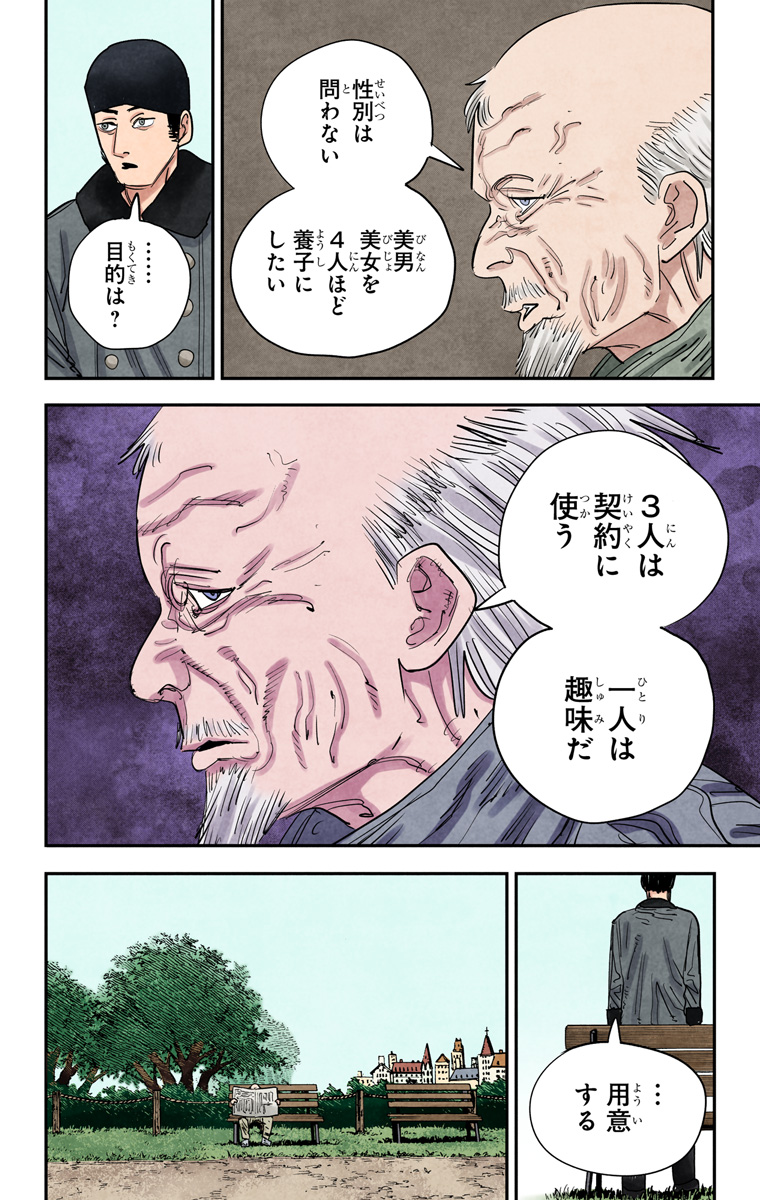 性別は
問わない
美男
美女を
4人ほど
養子に
したい
……
目的は？
3人は
契約に
使う
一人は
趣味だ
…
用意
する